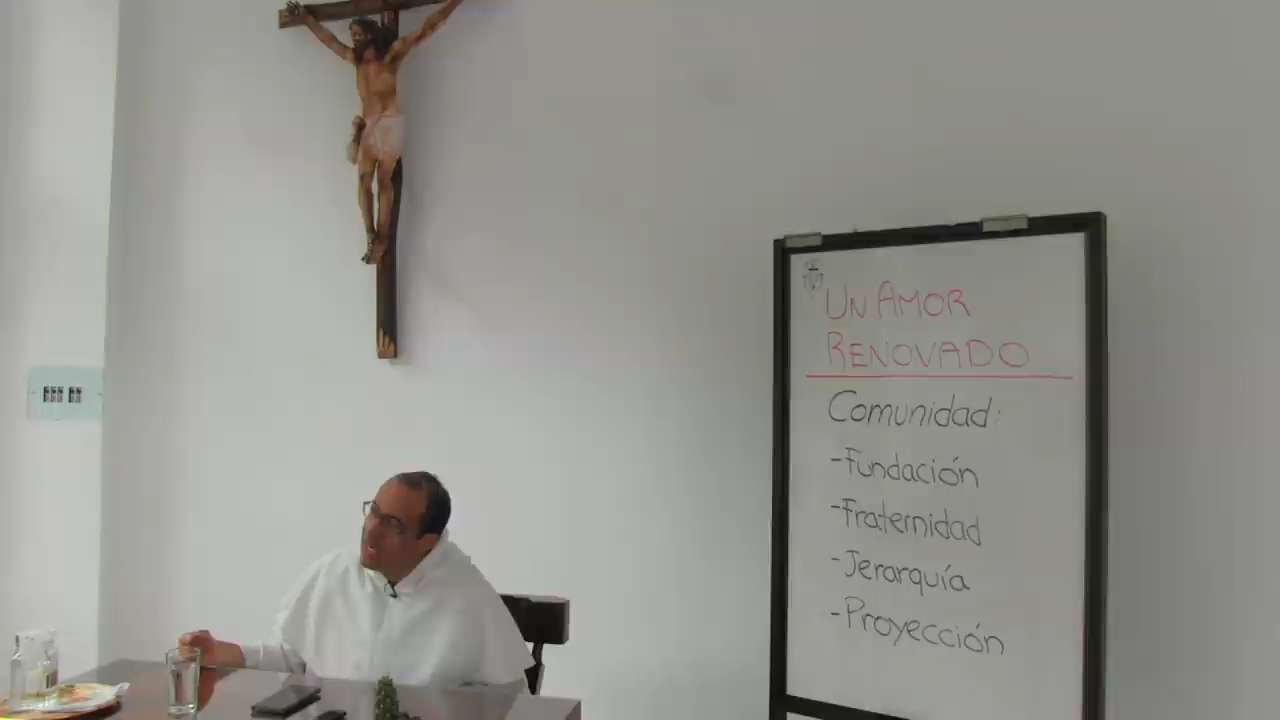 UN AMOR
RENOVADO
Comunidad:
-Fundación
-Fraternidad
-Jerarquía
-Proyección